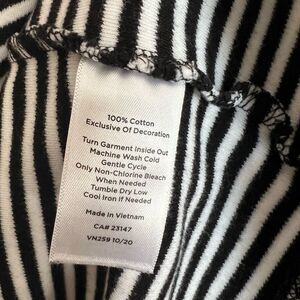 100% Cotton
Exclusive Of Decoration
Turn Garment Inside Out
Machine Wash Cold
Gentle Cycle
Only Non-Chlorine Bleach
When Needed
Tumble Dry Low
Cool Iron if Needed
Made in Vietnam
CA# 23147
VN259 10/20